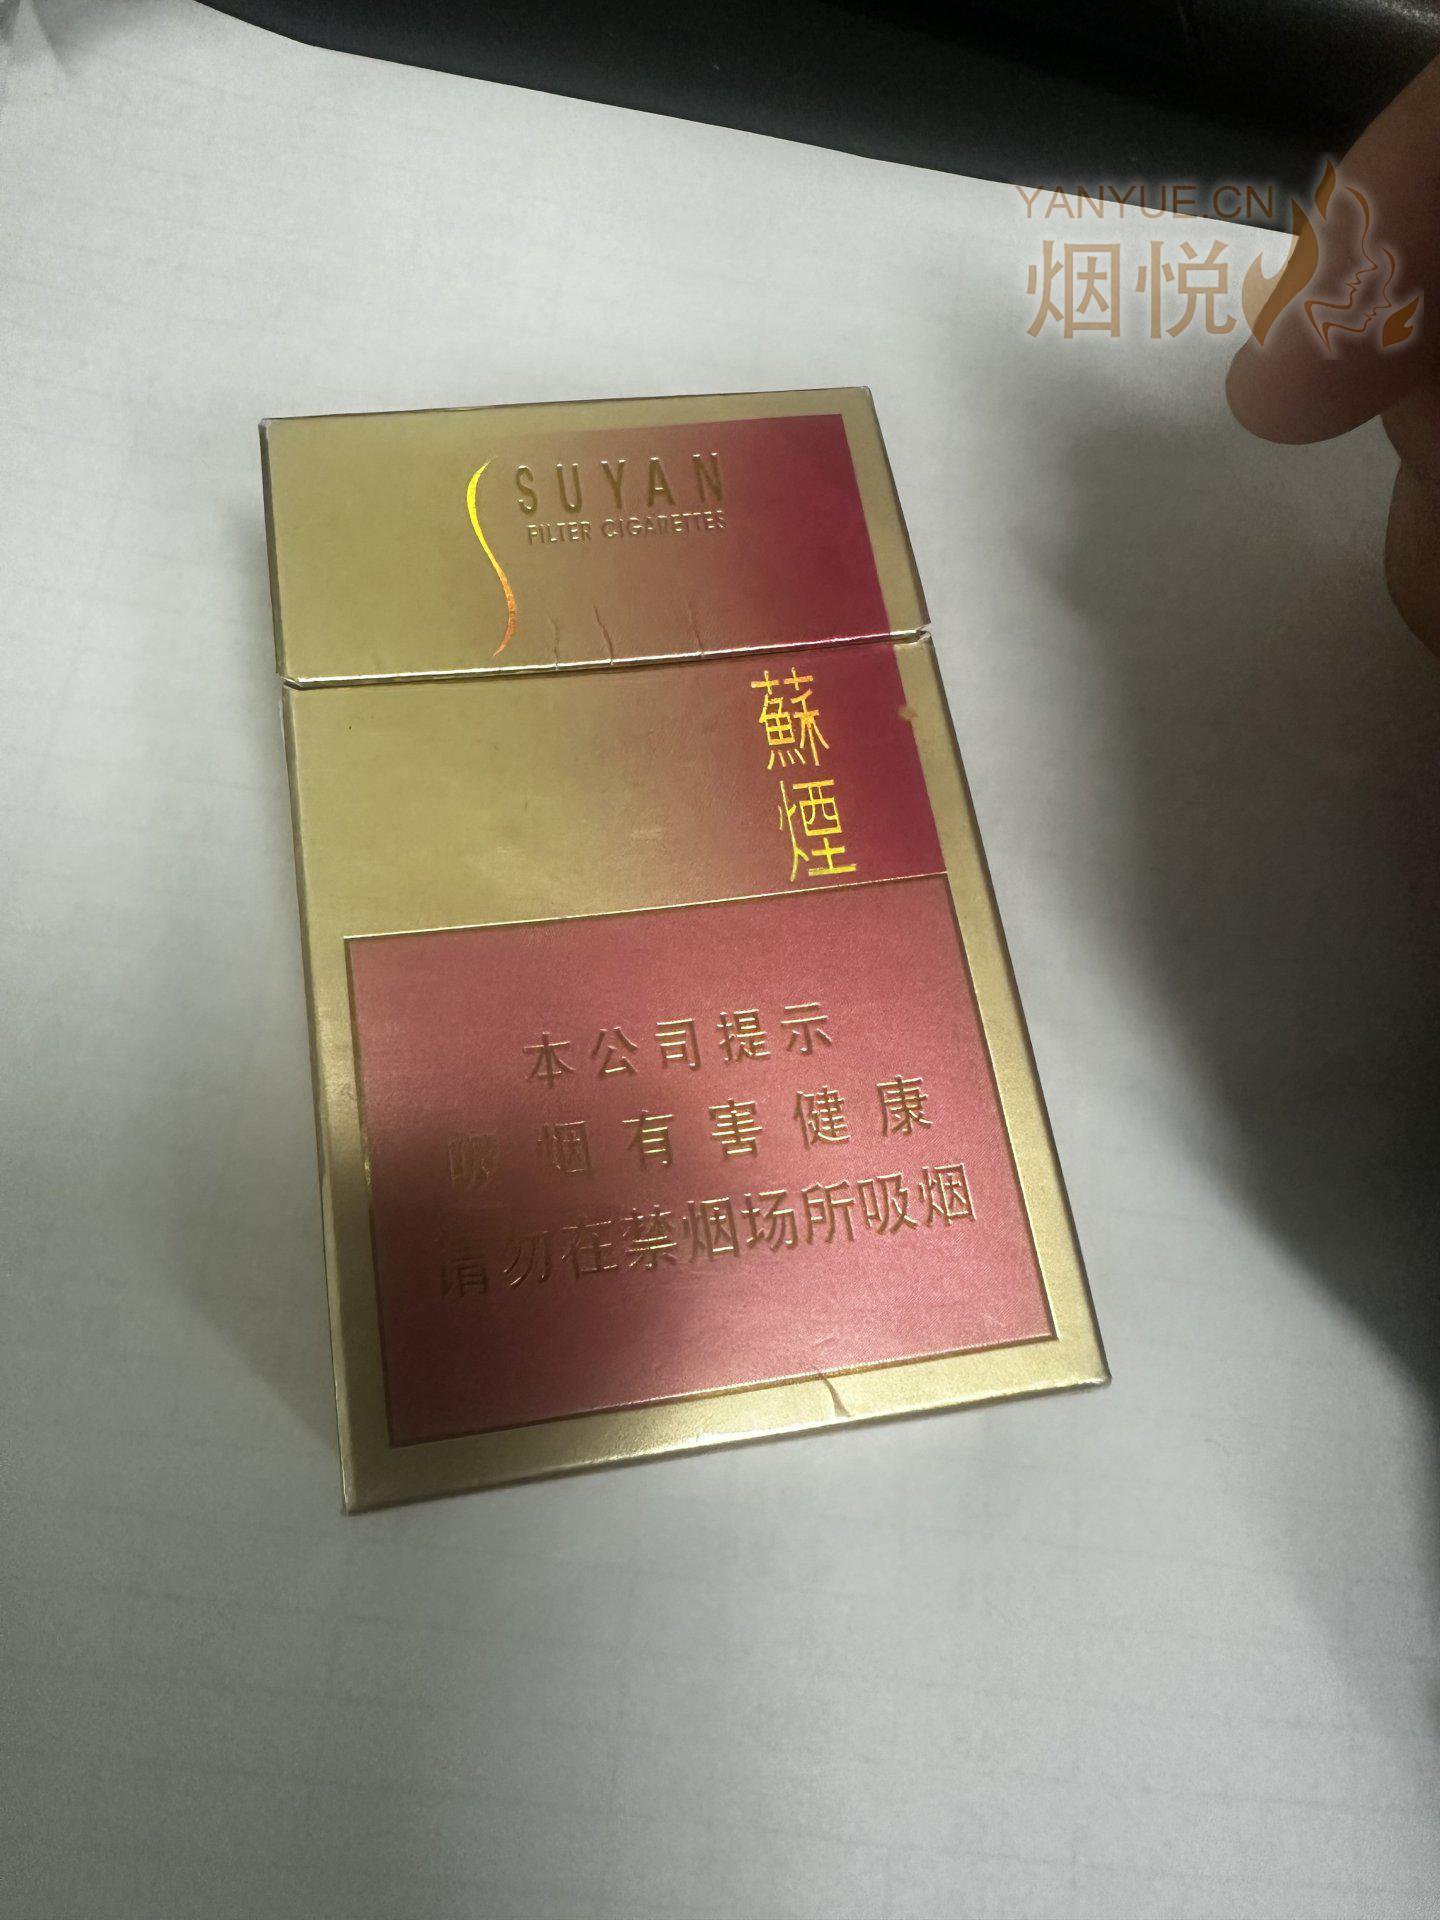 YANYUE.CN
烟悦
SUYAN
FILTER CIGARETTES
蘇煙
本公司提示
吸烟有害健康
请勿在禁烟场所吸烟